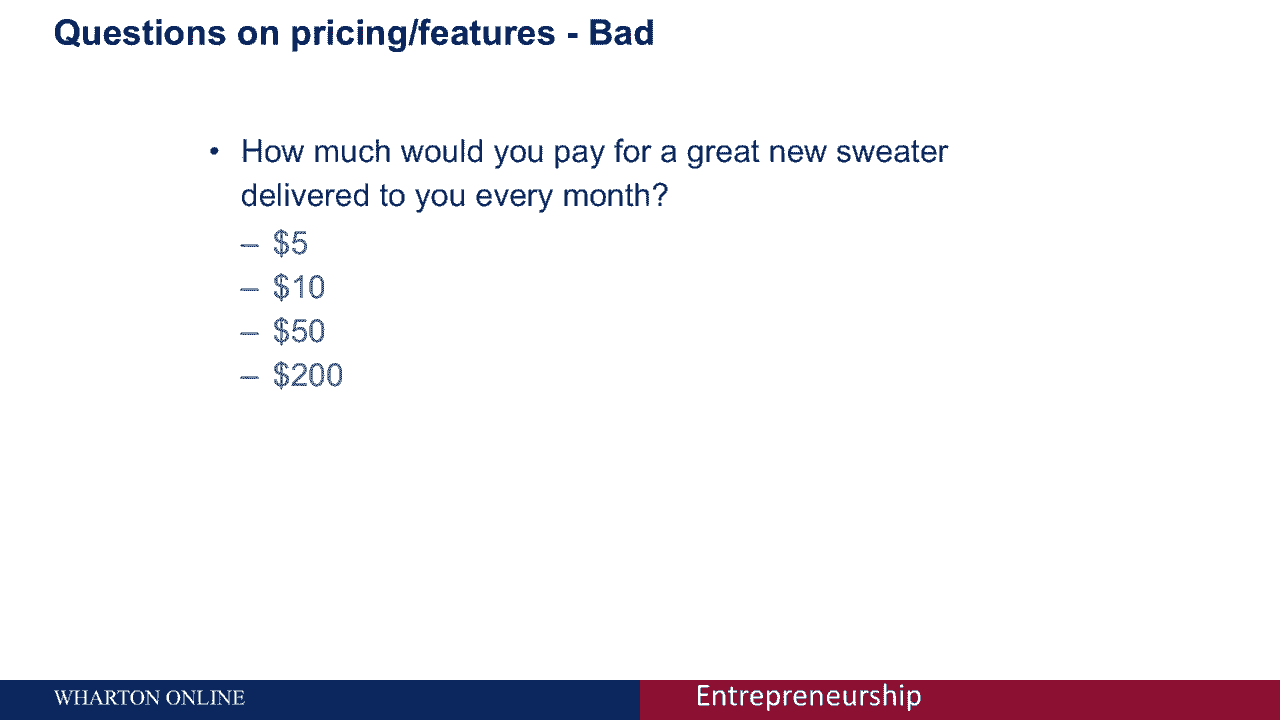 Questions on pricing/features - Bad
• How much would you pay for a great new sweater
delivered to you every month?
– $5
– $10
– $50
– $200
WHARTON ONLINE
Entrepreneurship